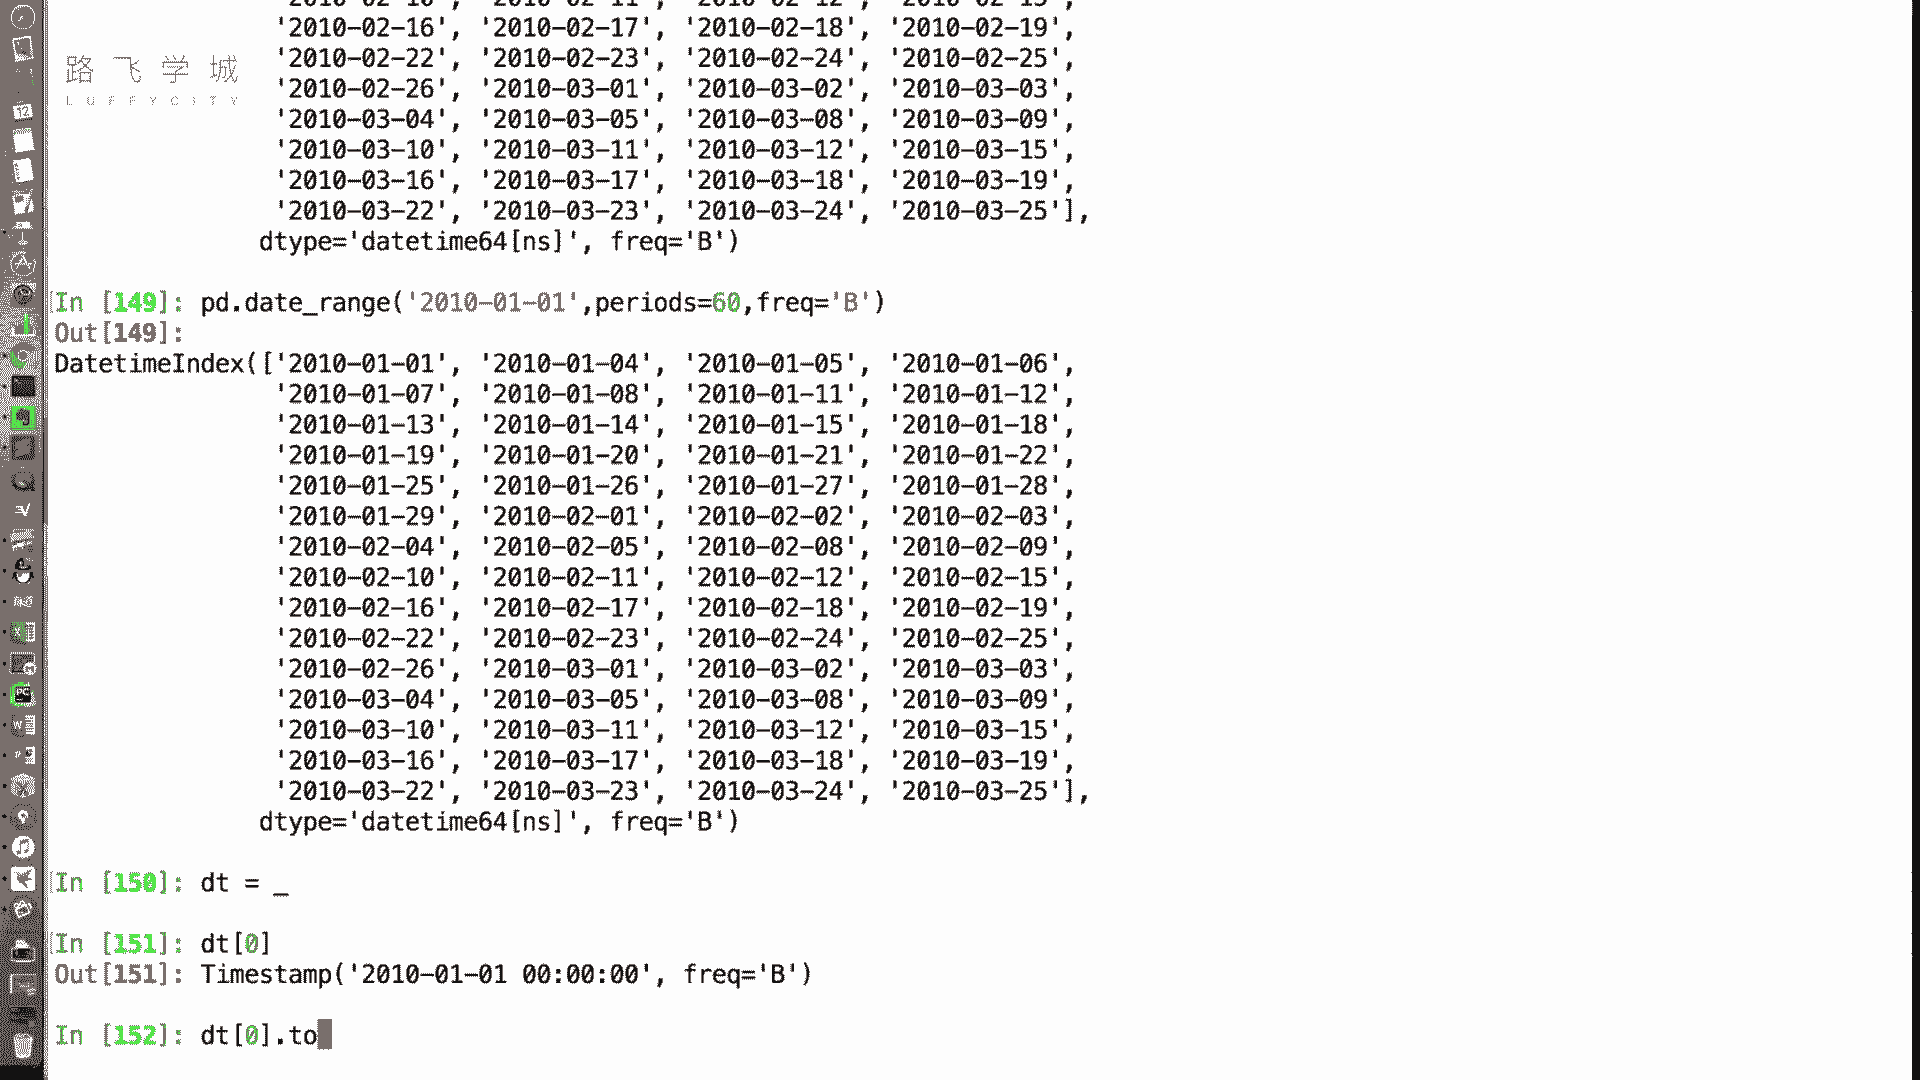 '2010-02-16', '2010-02-17', '2010-02-18', '2010-02-19',
路飞学城
'2010-02-22', '2010-02-23', '2010-02-24', '2010-02-25',
LUFFYCITY
'2010-02-26', '2010-03-01', '2010-03-02', '2010-03-03',
'2010-03-04', '2010-03-05', '2010-03-08', '2010-03-09',
'2010-03-10', '2010-03-11', '2010-03-12', '2010-03-15',
'2010-03-16', '2010-03-17', '2010-03-18', '2010-03-19',
'2010-03-22', '2010-03-23', '2010-03-24', '2010-03-25'],
dtype='datetime64[ns]', freq='B')
In [149]: pd.date_range('2010-01-01',periods=60,freq='B')
Out[149]:
DatetimeIndex(['2010-01-01', '2010-01-04', '2010-01-05', '2010-01-06',
'2010-01-07', '2010-01-08', '2010-01-11', '2010-01-12',
'2010-01-13', '2010-01-14', '2010-01-15', '2010-01-18',
'2010-01-19', '2010-01-20', '2010-01-21', '2010-01-22',
'2010-01-25', '2010-01-26', '2010-01-27', '2010-01-28',
'2010-01-29', '2010-02-01', '2010-02-02', '2010-02-03',
'2010-02-04', '2010-02-05', '2010-02-08', '2010-02-09',
'2010-02-10', '2010-02-11', '2010-02-12', '2010-02-15',
'2010-02-16', '2010-02-17', '2010-02-18', '2010-02-19',
'2010-02-22', '2010-02-23', '2010-02-24', '2010-02-25',
'2010-02-26', '2010-03-01', '2010-03-02', '2010-03-03',
'2010-03-04', '2010-03-05', '2010-03-08', '2010-03-09',
'2010-03-10', '2010-03-11', '2010-03-12', '2010-03-15',
'2010-03-16', '2010-03-17', '2010-03-18', '2010-03-19',
'2010-03-22', '2010-03-23', '2010-03-24', '2010-03-25'],
dtype='datetime64[ns]', freq='B')
In [150]: dt = _
In [151]: dt[0]
Out[151]: Timestamp('2010-01-01 00:00:00', freq='B')
In [152]: dt[0].to